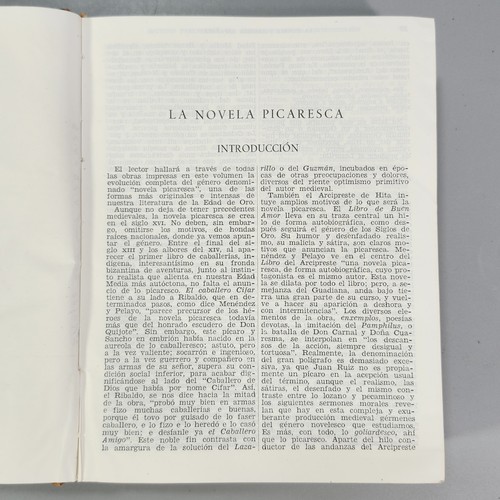 LA NOVELA PICARESCA
INTRODUCCIÓN
El lector hallará a través de todas
las obras impresas en este volumen la
evolución completa del género denomi-
nado "novela picaresca", una de las
formas más originales e intensas de
nuestra literatura de la Edad de Oro.
Aunque no deja de tener precedentes
medievales, la novela picaresca se crea
en el siglo XVI. No deben, sin embar-
go, omitirse los motivos, de hondas
raíces nacionales, donde ya vemos apun-
tar el género. Entre el final del si-
glo XIII y los albores del XIV, al apa-
recer el primer libro de caballerías, in-
dígena, interesantísimo en su fronda
bizantina de aventuras, junto al instin-
to realista que alienta en nuestra Edad
Media más autóctona, no falta el anun-
cio de lo picaresco. El caballero Cifar
tiene a su lado a Ribaldo, que en de-
terminados pasos, como dice Menéndez
y Pelayo, "parece precursor de los hé-
roes de la novela picaresca todavía
más que del honrado escudero de Don
Quijote". Sin embargo, este pícaro y
Sancho en embrión había nacido en la
aureola de lo caballeresco; astuto, pero
a la vez valiente; socarrón e ingenioso,
pero a la vez guerrero y compañero en
las armas de su señor, supera su con-
dición social inferior, para acabar dig-
nificándose al lado del "Caballero de
Dios que había por nome Cifar". Así,
el Ribaldo, se nos dice hacia la mitad
de la obra, "probó muy bien en armas
e fizo muchas caballerías e buenas,
porque él tovo por guisado de lo faser
caballero, e lo fizo e lo heredó e lo casó
muy bien; e desfanle ya el Caballero
Amigo". Este noble fin contrasta con
la amargura de la solución del Laza-
rillo o del Guzmán, incubados en épo-
cas de otras preocupaciones y dolores,
diversos del riente optimismo primitivo
del autor medieval.
También el Arcipreste de Hita in-
tuye amplios motivos de lo que será la
novela picaresca. El Libro de Buen
Amor lleva en su traza central un hi-
lo de forma autobiográfica, como des-
pués seguirá el género de los Siglos de
Oro. Su humor y desenfadado realis-
mo, su malicia y sátira, son claros moti-
vos que anuncian la picaresca. Me-
néndez y Pelayo ve en el centro del
Libro del Arcipreste "una novela pica-
resca, de forma autobiográfica, cuyo pro-
tagonista es el mismo autor. Esta nove-
la se dilata por todo el libro; pero, a se-
mejanza del Guadiana, anda bajo tie-
rra una gran parte de su curso, y vuel-
ve a hacer su aparición a deshora y
con intermitencias". Los diversos ele-
mentos de la obra, enxemplos, poesías
devotas, la imitación del Pamphilus, o
la batalla de Don Carnal y Doña Cua-
resma, se interpolan en "los descan-
sos de la acción, siempre desigual y
tortuosa". Realmente, la denominación
del gran polígrafo es demasiado exce-
siva, ya que Juan Ruiz no es propia-
mente un pícaro en la acepción usual
del término, aunque el realismo, las
sátiras, el desenfado y el mismo con-
traste entre lo lozano y pecaminoso y
los siguientes sermones morales reve-
lan que hay en esta compleja y exu-
berante producción medieval gérmenes
del género novelesco que estudiamos.
Es más, con todo, lo goliardesco, ahí
que lo picaresco. Aparte del hilo con-
ductor de las andanzas del Arcipreste